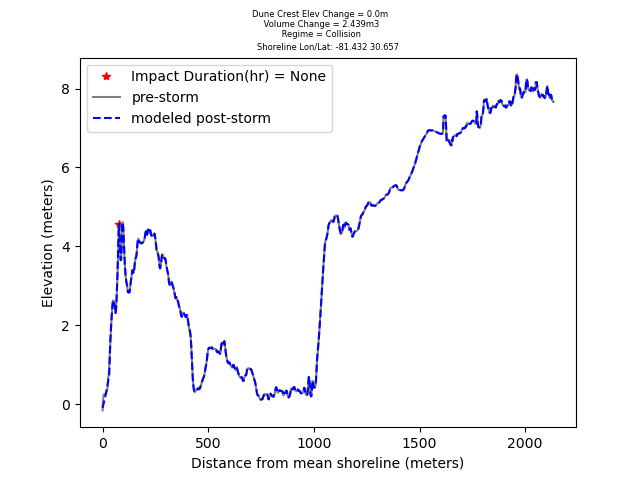 Dune Crest Elev Change = 0.0m
Volume Change = 2.439m3
Regime = Collision
Shoreline Lon/Lat: -81.432 30.657
Impact Duration(hr) = None
pre-storm
modeled post-storm
Elevation (meters)
8
6
4
2
0
0 500 1000 1500 2000
Distance from mean shoreline (meters)